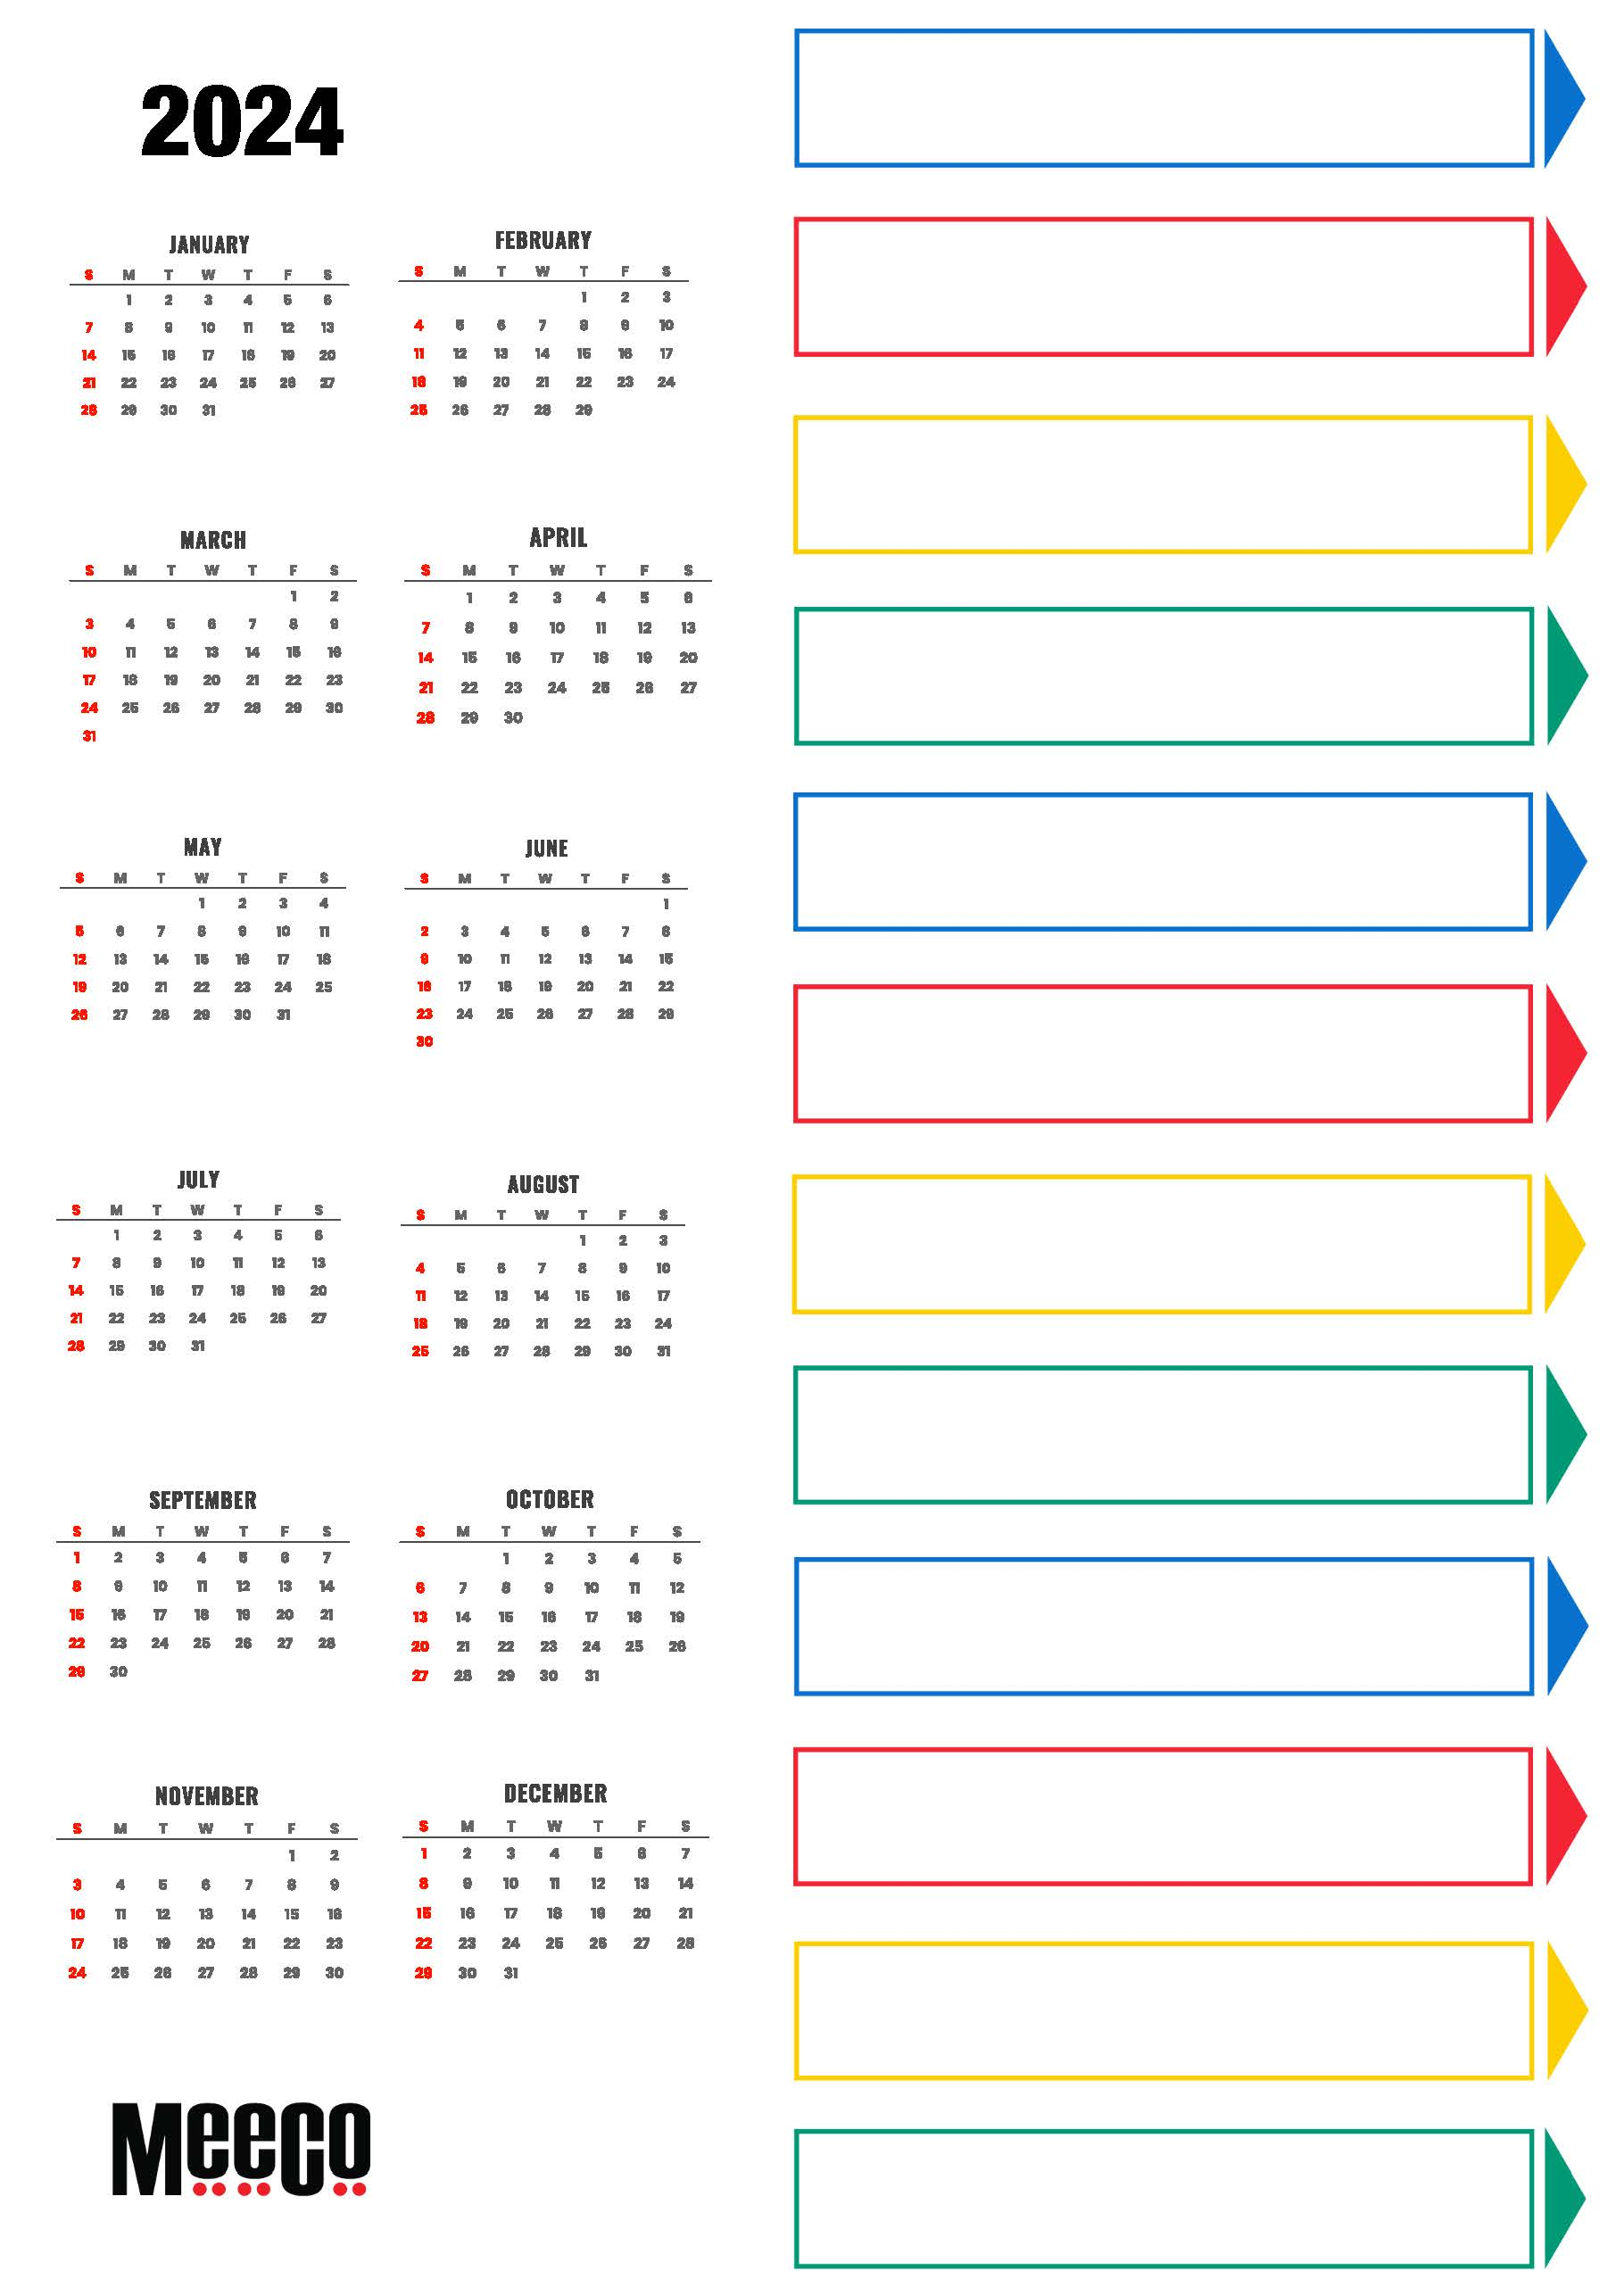 2024
JANUARY
S M T W T F S
1 2 3 4 5 6
7 8 9 10 11 12 13
14 15 16 17 18 19 20
21 22 23 24 25 26 27
28 29 30 31
FEBRUARY
S M T W T F S
1 2 3
4 5 6 7 8 9 10
11 12 13 14 15 16 17
18 19 20 21 22 23 24
25 26 27 28 29
MARCH
S M T W T F S
1 2
3 4 5 6 7 8 9
10 11 12 13 14 15 16
17 18 19 20 21 22 23
24 25 26 27 28 29 30
31
APRIL
S M T W T F S
1 2 3 4 5 6
7 8 9 10 11 12 13
14 15 16 17 18 19 20
21 22 23 24 25 26 27
28 29 30
MAY
S M T W T F S
1 2 3 4
5 6 7 8 9 10 11
12 13 14 15 16 17 18
19 20 21 22 23 24 25
26 27 28 29 30 31
JUNE
S M T W T F S
1
2 3 4 5 6 7 8
9 10 11 12 13 14 15
16 17 18 19 20 21 22
23 24 25 26 27 28 29
30
JULY
S M T W T F S
1 2 3 4 5 6
7 8 9 10 11 12 13
14 15 16 17 18 19 20
21 22 23 24 25 26 27
28 29 30 31
AUGUST
S M T W T F S
1 2 3
4 5 6 7 8 9 10
11 12 13 14 15 16 17
18 19 20 21 22 23 24
25 26 27 28 29 30 31
SEPTEMBER
S M T W T F S
1 2 3 4 5 6 7
8 9 10 11 12 13 14
15 16 17 18 19 20 21
22 23 24 25 26 27 28
29 30
OCTOBER
S M T W T F S
1 2 3 4 5
6 7 8 9 10 11 12
13 14 15 16 17 18 19
20 21 22 23 24 25 26
27 28 29 30 31
NOVEMBER
S M T W T F S
1 2
3 4 5 6 7 8 9
10 11 12 13 14 15 16
17 18 19 20 21 22 23
24 25 26 27 28 29 30
DECEMBER
S M T W T F S
1 2 3 4 5 6 7
8 9 10 11 12 13 14
15 16 17 18 19 20 21
22 23 24 25 26 27 28
29 30 31
MeeCo